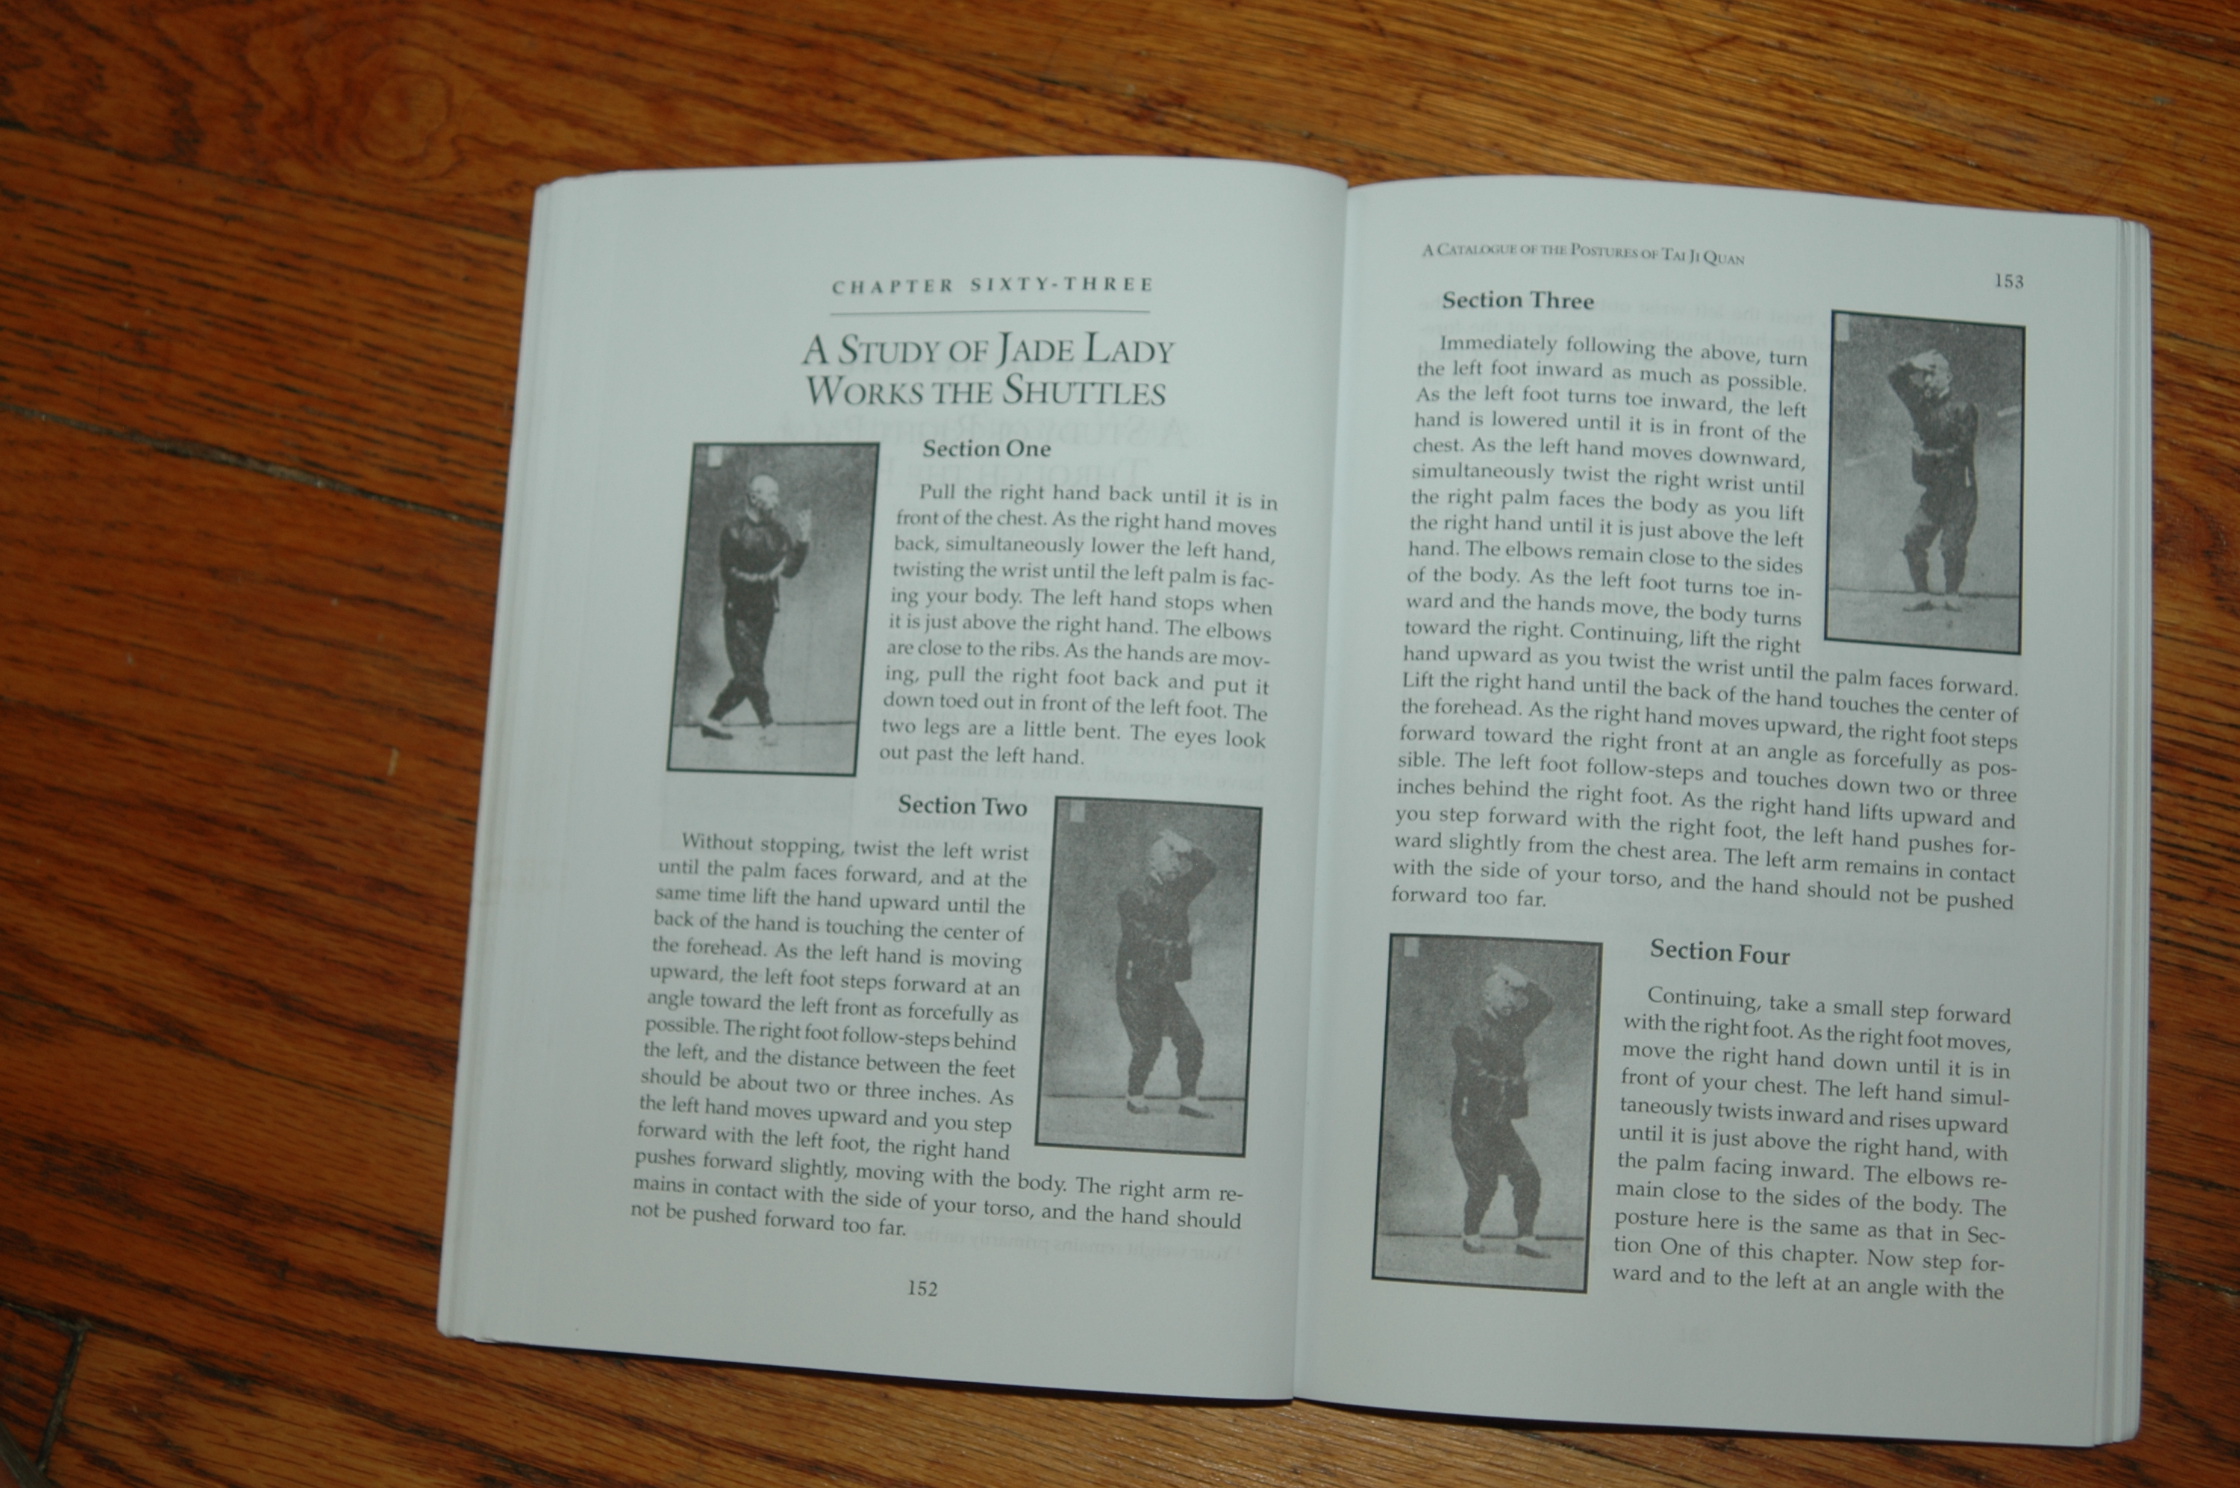 CHAPTER SIXTY-THREE
A STUDY OF JADE LADY
WORKS THE SHUTTLES
Section One
Pull the right hand back until it is in
front of the chest. As the right hand moves
back, simultaneously lower the left hand,
twisting the wrist until the left palm is fac-
ing your body. The left hand stops when
it is just above the right hand. The elbows
are close to the ribs. As the hands are mov-
ing, pull the right foot back and put it
down toed out in front of the left foot. The
two legs are a little bent. The eyes look
out past the left hand.
Section Two
Without stopping, twist the left wrist
until the palm faces forward, and at the
same time lift the hand upward until the
back of the hand is touching the center of
the forehead. As the left hand is moving
upward, the left foot steps forward at an
angle toward the left front as forcefully as
possible. The right foot follow-steps behind
the left, and the distance between the feet
should be about two or three inches. As
the left hand moves upward and you step
forward with the left foot, the right hand
pushes forward slightly, moving with the body. The right arm re-
mains in contact with the side of your torso, and the hand should
not be pushed forward too far.
152
A CATALOGUE OF THE POSTURES OF TAI JI QUAN
153
Section Three
Immediately following the above, turn
the left foot inward as much as possible.
As the left foot turns toe inward, the left
hand is lowered until it is in front of the
chest. As the left hand moves downward,
simultaneously twist the right wrist until
the right palm faces the body as you lift
the right hand until it is just above the left
hand. The elbows remain close to the sides
of the body. As the left foot turns toe in-
ward and the hands move, the body turns
toward the right. Continuing, lift the right
hand upward as you twist the wrist until the palm faces forward.
Lift the right hand until the back of the hand touches the center of
the forehead. As the right hand moves upward, the right foot steps
forward toward the right front at an angle as forcefully as pos-
sible. The left foot follow-steps and touches down two or three
inches behind the right foot. As the right hand lifts upward and
you step forward with the right foot, the left hand pushes for-
ward slightly from the chest area. The left arm remains in contact
with the side of your torso, and the hand should not be pushed
forward too far.
Section Four
Continuing, take a small step forward
with the right foot. As the right foot moves,
move the right hand down until it is in
front of your chest. The left hand simul-
taneously twists inward and rises upward
until it is just above the right hand, with
the palm facing inward. The elbows re-
main close to the sides of the body. The
posture here is the same as that in Sec-
tion One of this chapter. Now step for-
ward and to the left at an angle with the